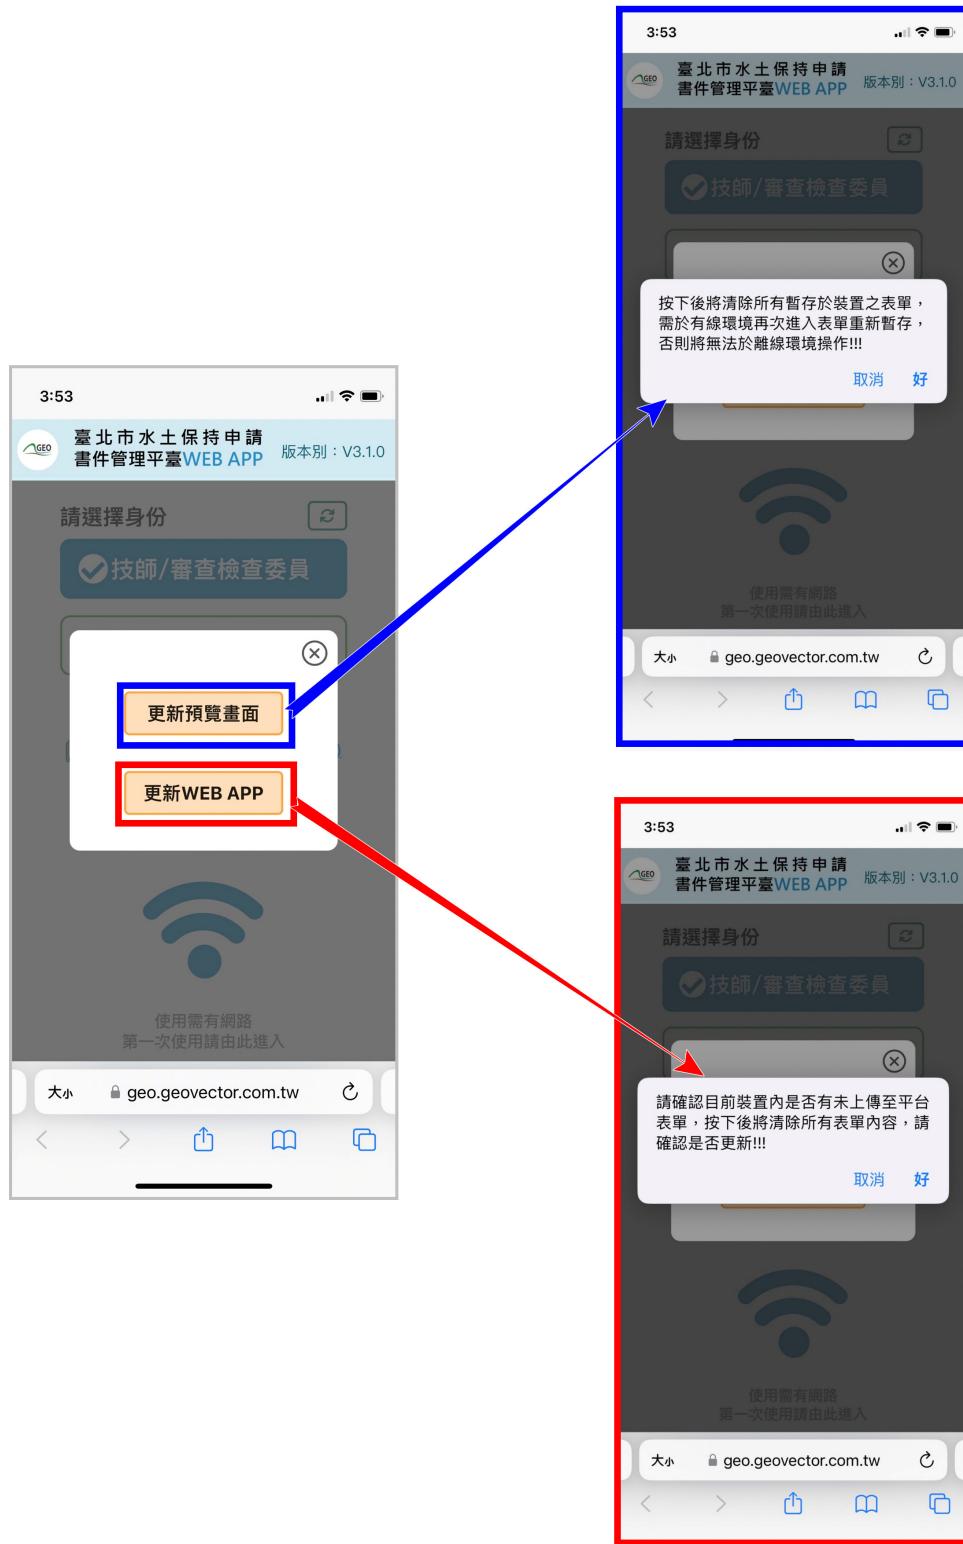 3:53
GEO
臺北市水土保持申請
書件管理平臺WEB APP
版本別：V3.1.0
請選擇身份
技師/審查檢查委員
更新預覽畫面
更新WEB APP
使用需有網路
第一次使用請由此進入
大小
geo.geovector.com.tw
3:53
GEO
臺北市水土保持申請
書件管理平臺WEB APP
版本別：V3.1.0
請選擇身份
技師/審查檢查委員
按下後將清除所有暫存於裝置之表單，
需於有線環境再次進入表單重新暫存，
否則將無法於離線環境操作!!!
取消 好
使用需有網路
第一次使用請由此進入
大小
geo.geovector.com.tw
3:53
GEO
臺北市水土保持申請
書件管理平臺WEB APP
版本別：V3.1.0
請選擇身份
技師/審查檢查委員
請確認目前裝置內是否有未上傳至平台
表單，按下後將清除所有表單內容，請
確認是否更新!!!
取消 好
使用需有網路
第一次使用請由此進入
大小
geo.geovector.com.tw